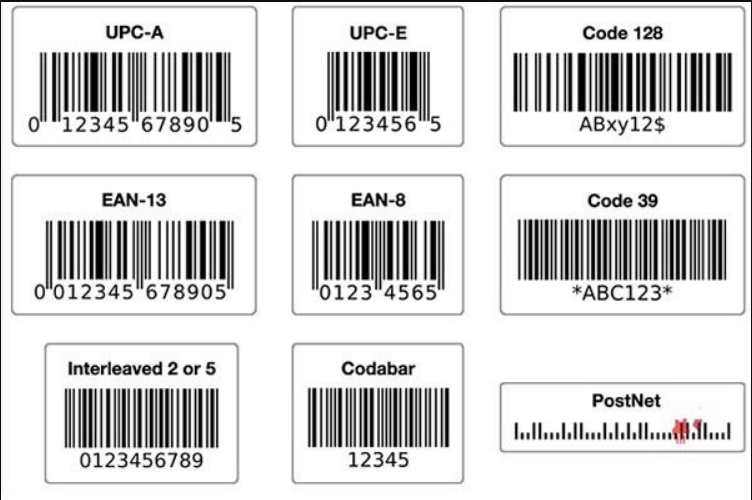 UPC-A
0 12345 67890 5
UPC-E
0 123456 5
Code 128
ABxy12$
EAN-13
0 012345 678905
EAN-8
0123 4565
Code 39
*ABC123*
Interleaved 2 or 5
0123456789
Codabar
12345
PostNet